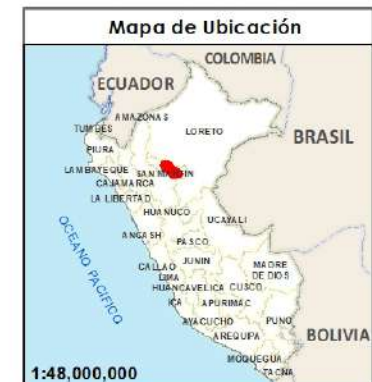 Mapa de Ubicación
COLOMBIA
ECUADOR
AMAZONAS
TUMBES
LORETO
PIURA
BRASIL
LAMBAYEQUE
SAN MARTIN
CAJAMARCA
LA LIBERTAD
HUANUCO
UCAYALI
ANCASH
PASCO
OCEANO PACIFICO
JUNIN
CALLAO
LIMA
MADRE
DE DIOS
HUANCAVELICA
CUSCO
ICA
APURIMAC
AYACUCHO
PUNO
AREQUIPA
BOLIVIA
MOQUEGUA
TACNA
1:48,000,000